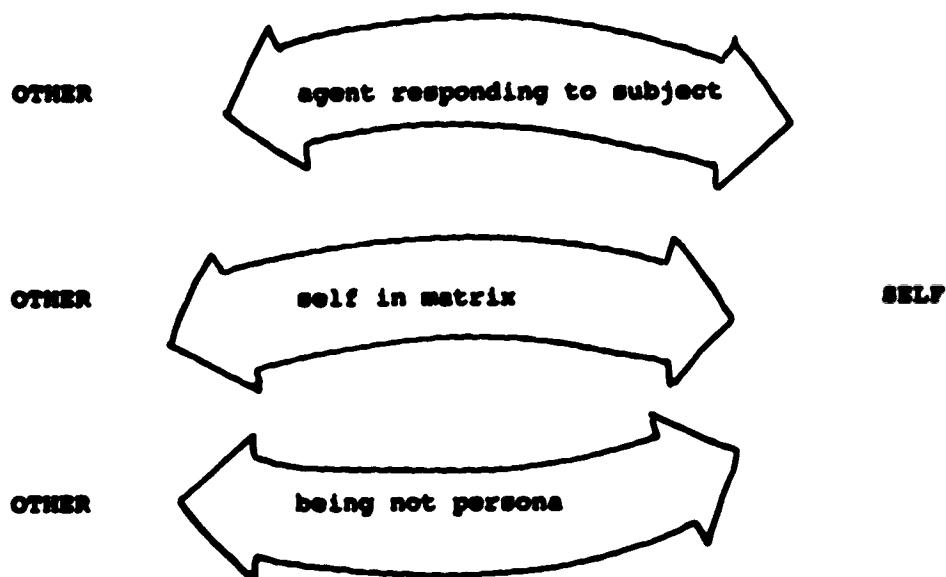 OTHER agent responding to subject
OTHER self in matrix SELF
OTHER being not persona